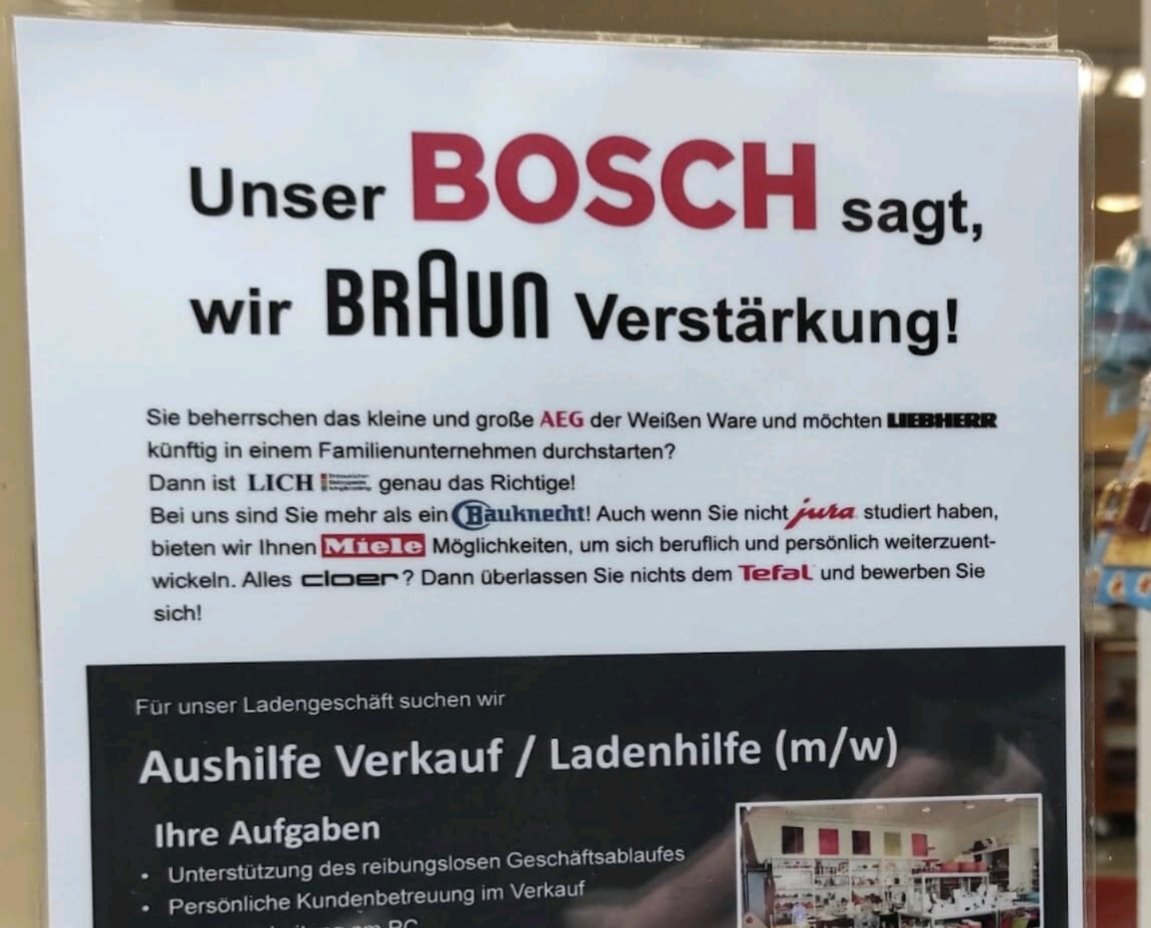 Unser BOSCH sagt,
wir BRAUN Verstärkung!
Sie beherrschen das kleine und große AEG der Weißen Ware und möchten LIEBHERR
künftig in einem Familienunternehmen durchstarten?
Dann ist LICH genau das Richtige!
Bei uns sind Sie mehr als ein Bauknecht! Auch wenn Sie nicht jura studiert haben,
bieten wir Ihnen Miele Möglichkeiten, um sich beruflich und persönlich weiterzuent-
wickeln. Alles cloer? Dann überlassen Sie nichts dem Tefal und bewerben Sie
sich!
Für unser Ladengeschäft suchen wir
Aushilfe Verkauf / Ladenhilfe (m/w)
Ihre Aufgaben
• Unterstützung des reibungslosen Geschäftsablaufes
• Persönliche Kundenbetreuung im Verkauf